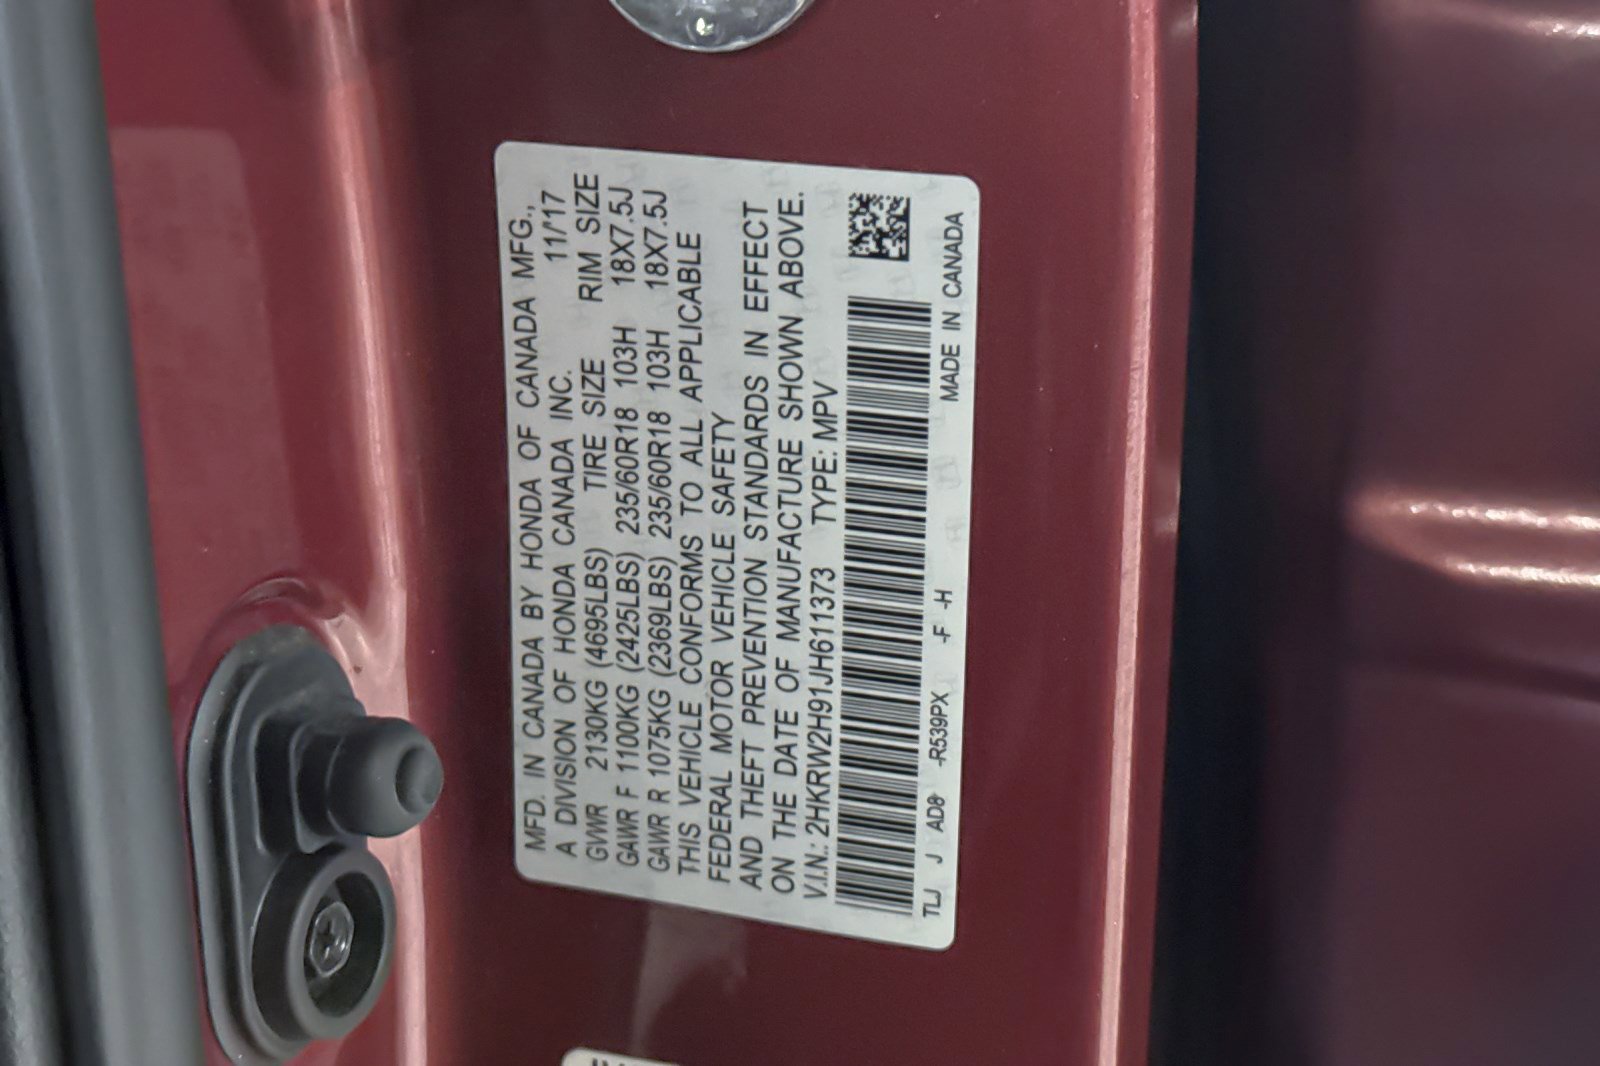 MFD. IN CANADA BY HONDA OF CANADA MFG.,
A DIVISION OF HONDA CANADA INC. 11/'17
GVWR 2130KG (4695LBS) TIRE SIZE RIM SIZE
GAWR F 1100KG (2425LBS) 235/60R18 103H 18X7.5J
GAWR R 1075KG (2369LBS) 235/60R18 103H 18X7.5J
THIS VEHICLE CONFORMS TO ALL APPLICABLE
FEDERAL MOTOR VEHICLE SAFETY
AND THEFT PREVENTION STANDARDS IN EFFECT
ON THE DATE OF MANUFACTURE SHOWN ABOVE.
V.I.N.: 2HKRW2H91JH611373 TYPE: MPV
TLJ J AD8 -R539PX -F -H MADE IN CANADA